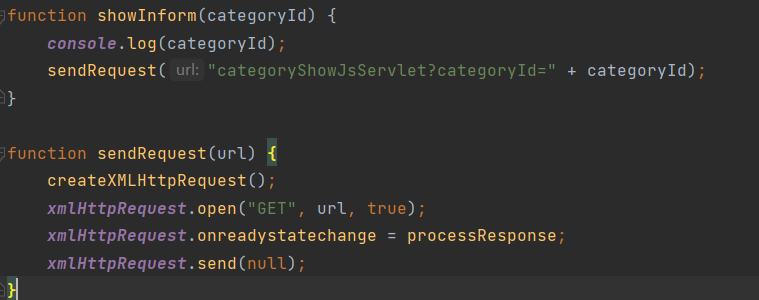 function showInform(categoryId) {
    console.log(categoryId);
    sendRequest( url: "categoryShowJsServlet?categoryId=" + categoryId);
}

function sendRequest(url) {
    createXMLHttpRequest();
    xmlHttpRequest.open("GET", url, true);
    xmlHttpRequest.onreadystatechange = processResponse;
    xmlHttpRequest.send(null);
}